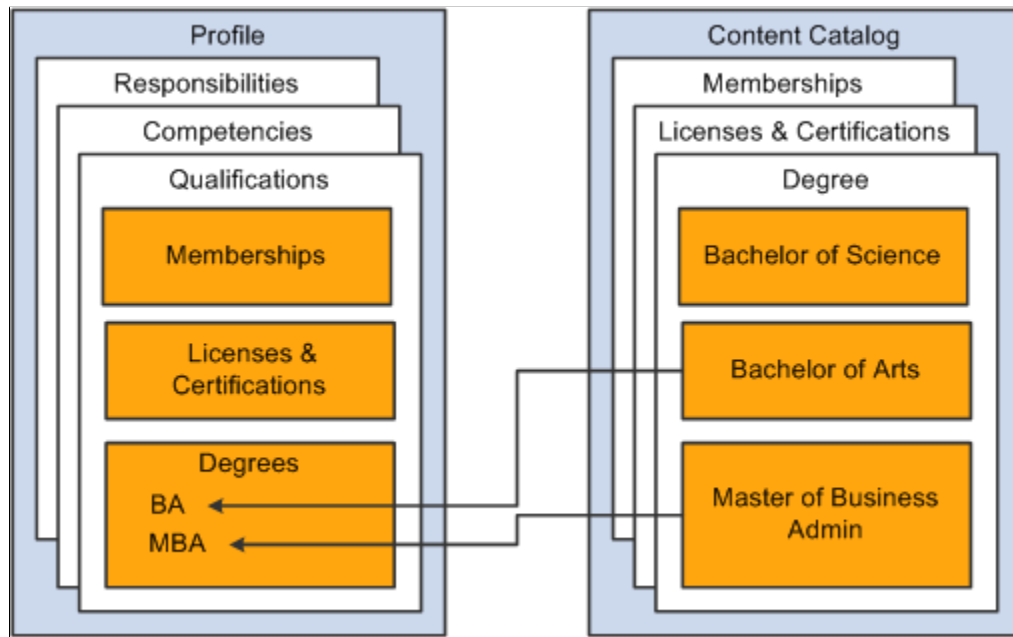 Profile
Responsibilities
Competencies
Qualifications
Memberships
Licenses &
Certifications
Degrees
BA
MBA
Content Catalog
Memberships
Licenses & Certifications
Degree
Bachelor of Science
Bachelor of Arts
Master of Business
Admin